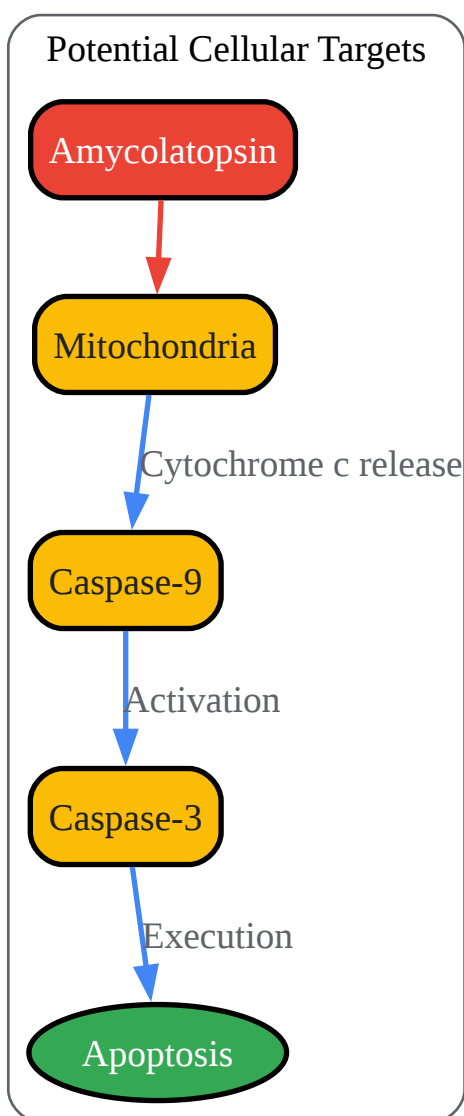 Potential Cellular Targets
Amycolatopsin
Mitochondria
Cytochrome c release
Caspase-9
Activation
Caspase-3
Execution
Apoptosis